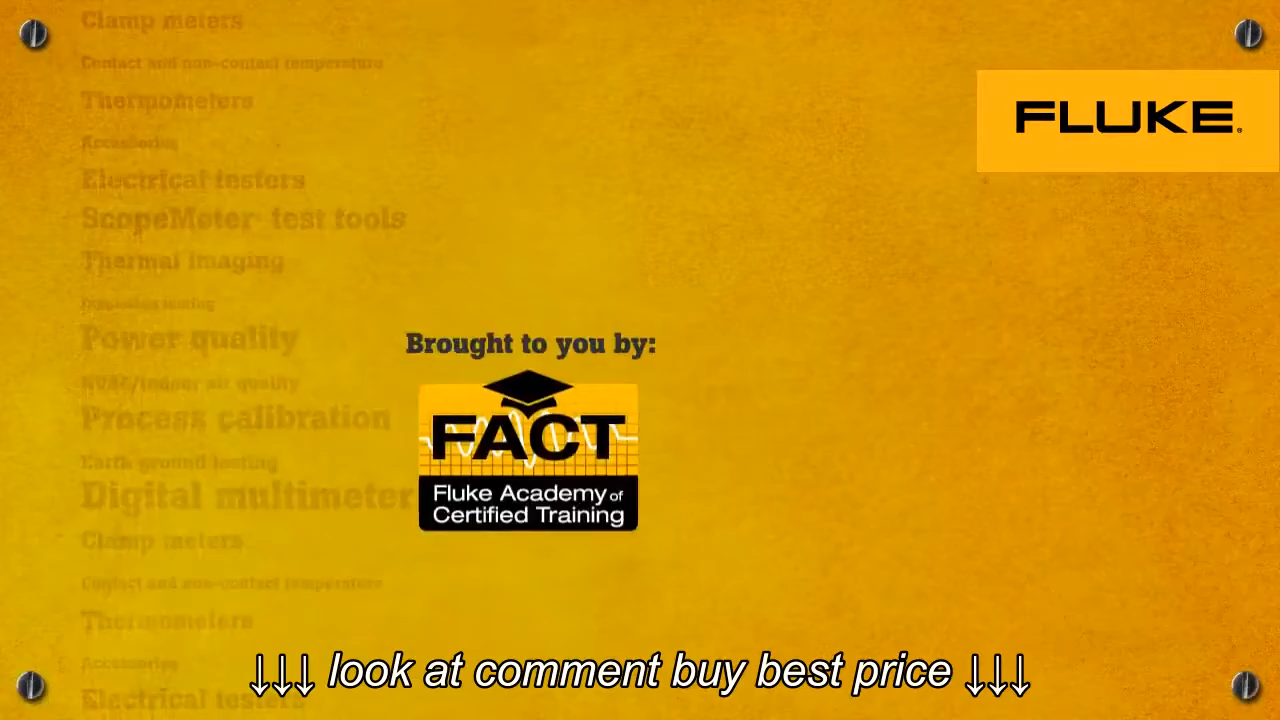 Clamp meters
Contact and non-contact temperature
Thermometers
Accessories
Electrical testers
ScopeMeter test tools
Thermal imaging
Insulation testing
Power quality
HVAC/indoor air quality
Process calibration
Earth ground testing
Digital multimeter
Clamp meters
Contact and non-contact temperature
Thermometers
Accessories
Electrical testers
FLUKE®
Brought to you by:
FACT
Fluke Academy of
Certified Training
↓↓↓ look at comment buy best price ↓↓↓